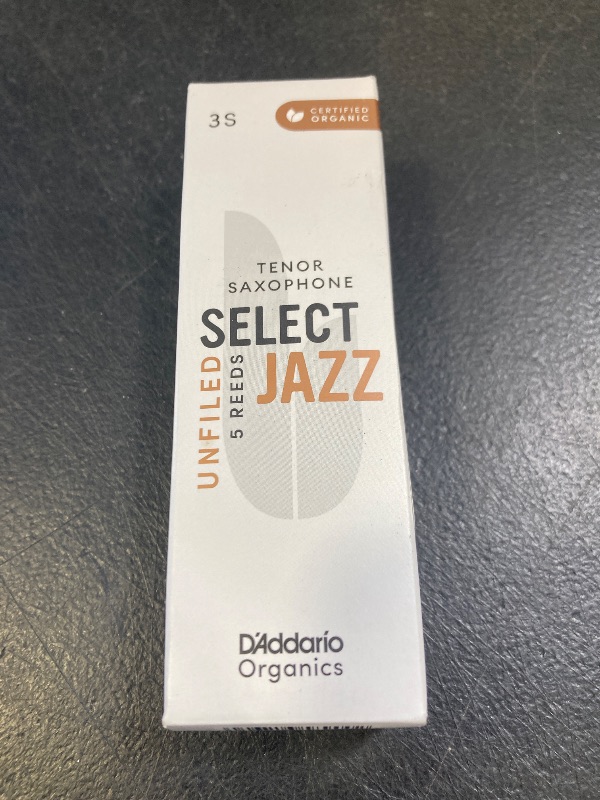 3S
CERTIFIED
ORGANIC
TENOR
SAXOPHONE
SELECT
JAZZ
UNFILED
5 REEDS
D'Addario
Organics